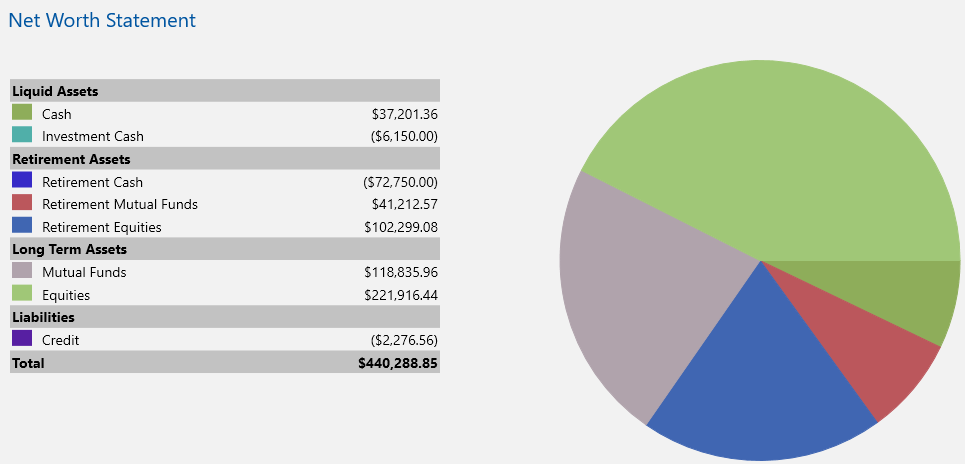 Net Worth Statement
Liquid Assets
Cash $37,201.36
Investment Cash ($6,150.00)
Retirement Assets
Retirement Cash ($72,750.00)
Retirement Mutual Funds $41,212.57
Retirement Equities $102,299.08
Long Term Assets
Mutual Funds $118,835.96
Equities $221,916.44
Liabilities
Credit ($2,276.56)
Total $440,288.85